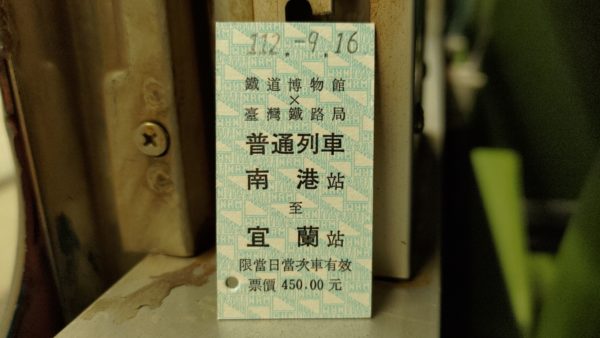 112.-9.16
鐵道博物館
×
臺灣鐵路局
普通列車
南港站
至
宜蘭站
限當日當次車有效
票價 450.00 元